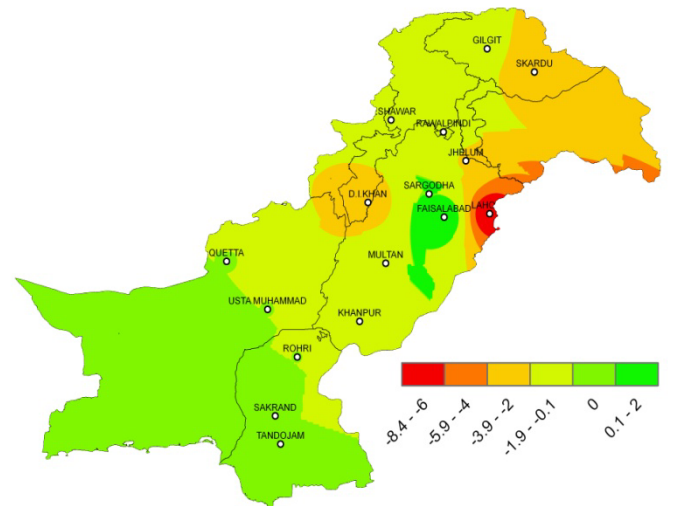 GILGIT
SKARDU
SHAWAR
RAWALPINDI
JHELUM
SARGODHA
D.I.KHAN
FAISALABAD
LAHO
MULTAN
QUETTA
USTA MUHAMMAD
KHANPUR
ROHRI
SAKRAND
TANDOJAM
-8.4 - -6
-5.9 - -4
-3.9 - -2
-1.9 - -0.1
0
0.1 - 2